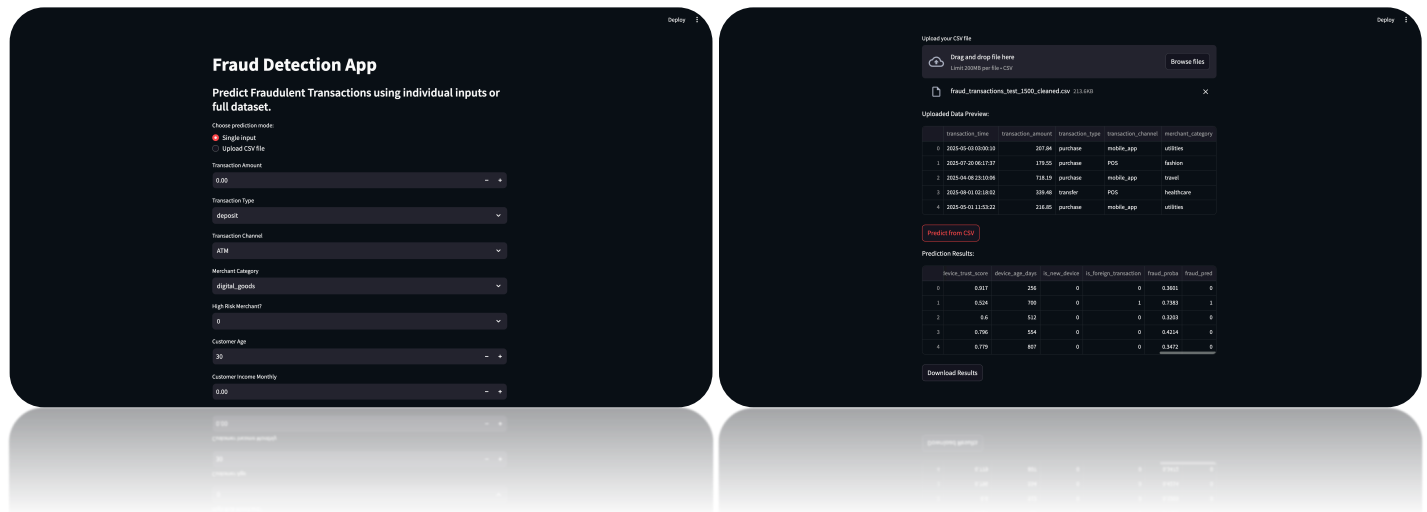 Deploy
Fraud Detection App
Predict Fraudulent Transactions using individual inputs or
full dataset.
Choose prediction mode:
Single input
Upload CSV file
Transaction Amount
0.00 − +
Transaction Type
deposit
Transaction Channel
ATM
Merchant Category
digital_goods
High Risk Merchant?
0
Customer Age
30 − +
Customer Income Monthly
0.00 − +
Deploy
Upload your CSV file
Drag and drop file here
Limit 200MB per file • CSV
Browse files
fraud_transactions_test_1500_cleaned.csv 213.6KB
Uploaded Data Preview:
transaction_time transaction_amount transaction_type transaction_channel merchant_category
0 2025-05-03 03:00:10 207.84 purchase mobile_app utilities
1 2025-07-20 06:17:37 179.55 purchase POS fashion
2 2025-04-08 23:10:06 718.19 purchase mobile_app travel
3 2025-08-01 02:18:02 339.48 transfer POS healthcare
4 2025-05-01 11:53:22 216.85 purchase mobile_app utilities
Predict from CSV
Prediction Results:
levice_trust_score device_age_days is_new_device is_foreign_transaction fraud_proba fraud_pred
0 0.917 256 0 0 0.3601 0
1 0.524 700 0 1 0.7383 1
2 0.6 512 0 0 0.3203 0
3 0.796 554 0 0 0.4214 0
4 0.779 807 0 0 0.3472 0
Download Results